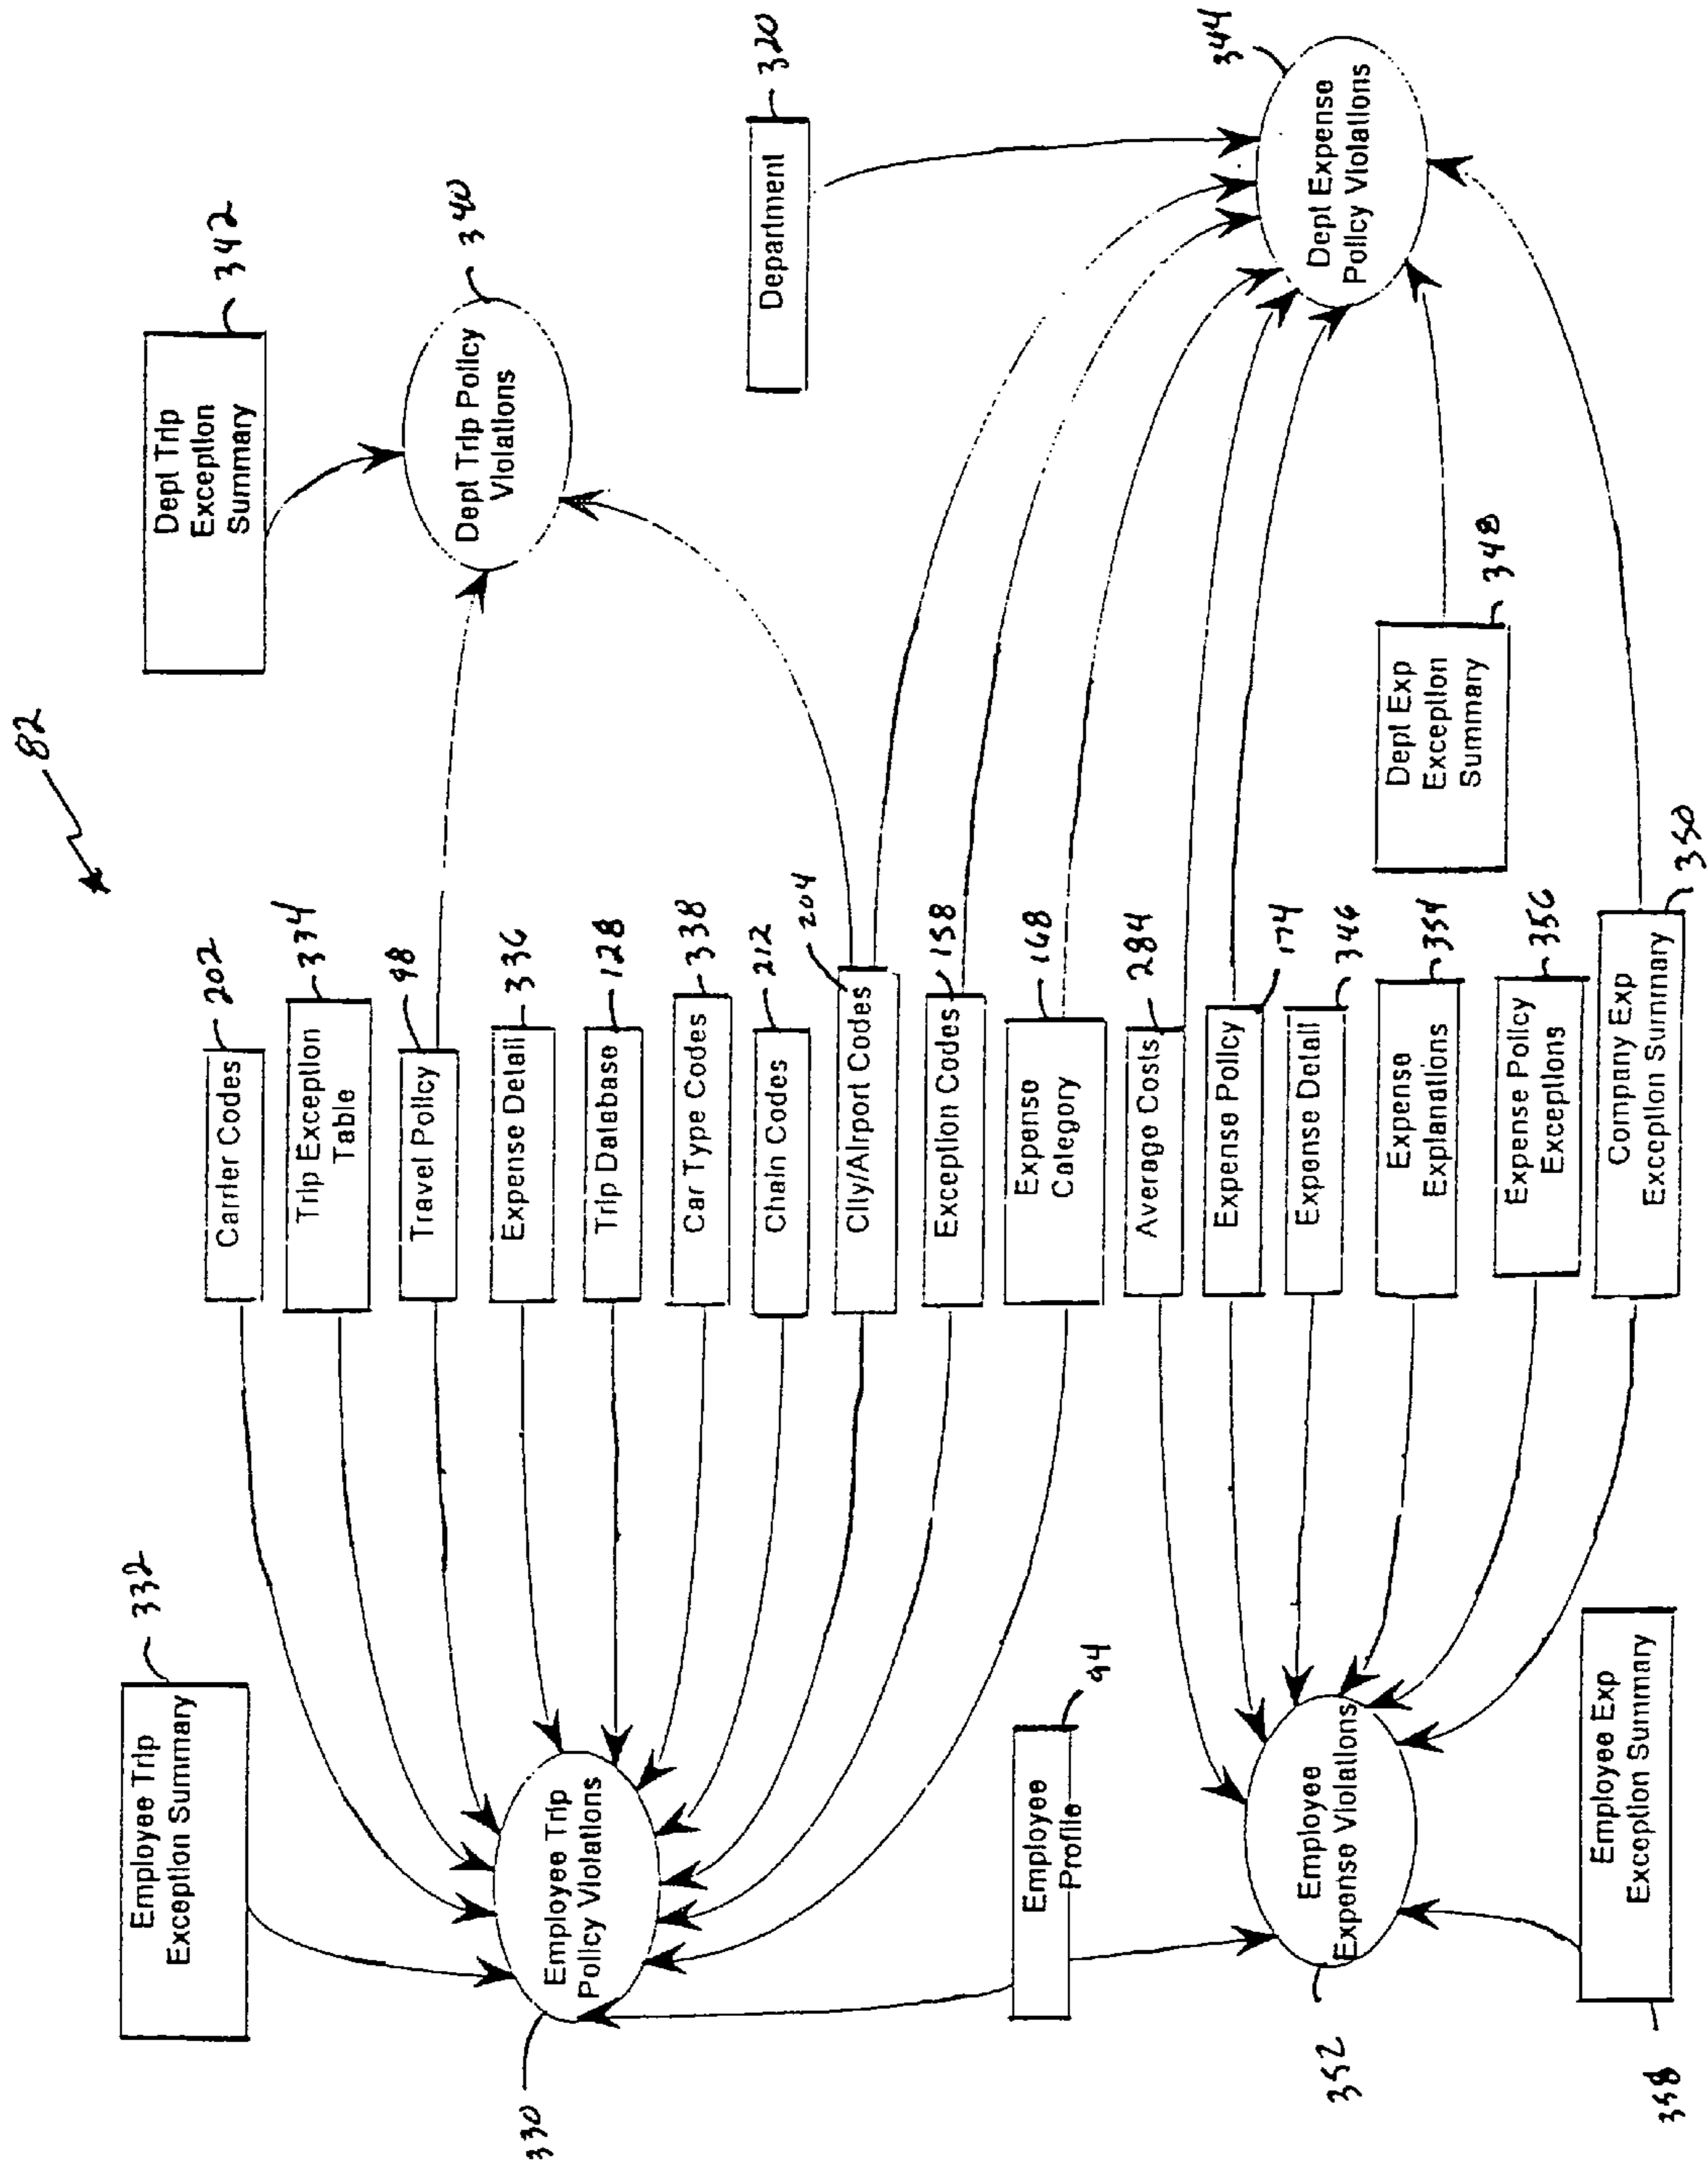 82
Employee Trip
Exception Summary
332
Dept Trip
Exception
Summary
342
Carrier Codes
202
Trip Exception
Table
334
Travel Policy
98
Expense Detail
336
Trip Database
128
Car Type Codes
338
Chain Codes
212
City/Airport Codes
204
Exception Codes
158
Expense
Category
168
Average Costs
284
Expense Policy
174
Expense Detail
346
Expense
Explanations
354
Expense Policy
Exceptions
356
Company Exp
Exception Summary
350
Employee Trip
Policy Violations
330
Dept Trip Policy
Violations
340
Department
320
Employee
Profile
94
Employee
Expense Violations
352
Dept Expense
Policy Violations
344
Dept Exp
Exception
Summary
348
Employee Exp
Exception Summary
358